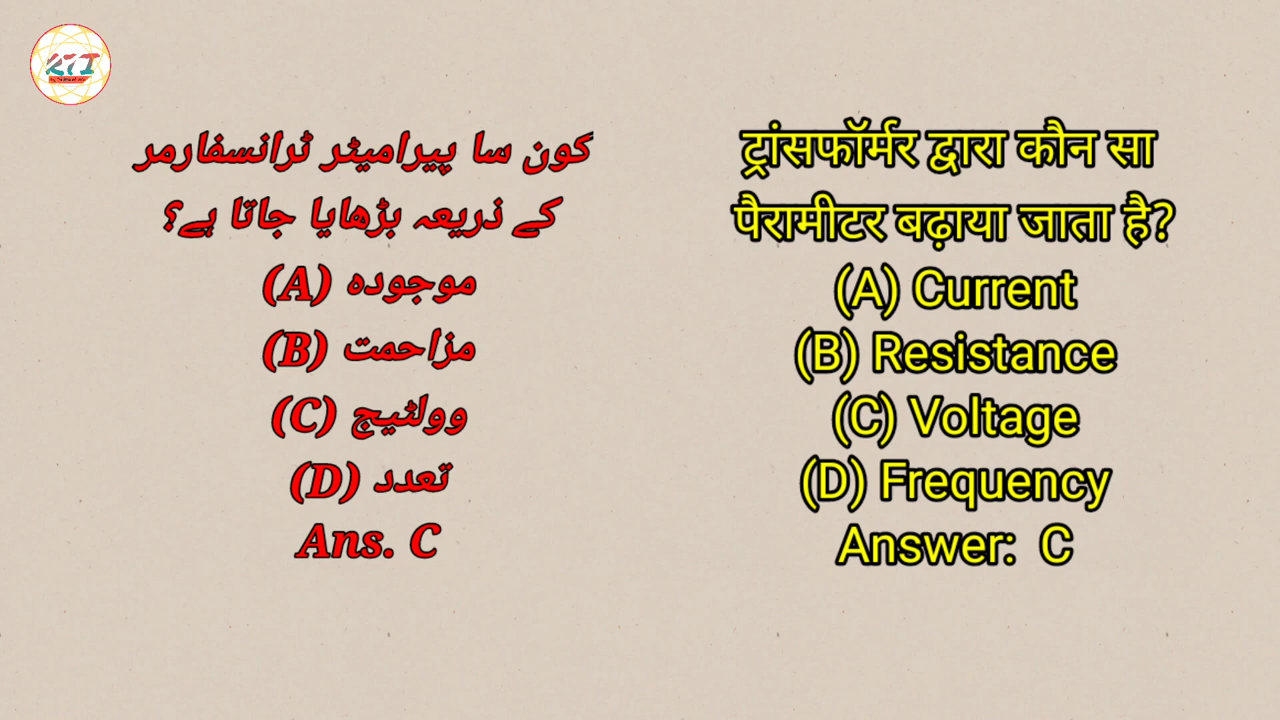 KTI
کون سا پیرامیٹر ٹرانسفارمر
کے ذریعہ بڑھایا جاتا ہے؟
(A) موجودہ
(B) مزاحمت
(C) وولٹیج
(D) تعدد
Ans. C
ट्रांसफॉर्मर द्वारा कौन सा
पैरामीटर बढ़ाया जाता है?
(A) Current
(B) Resistance
(C) Voltage
(D) Frequency
Answer: C